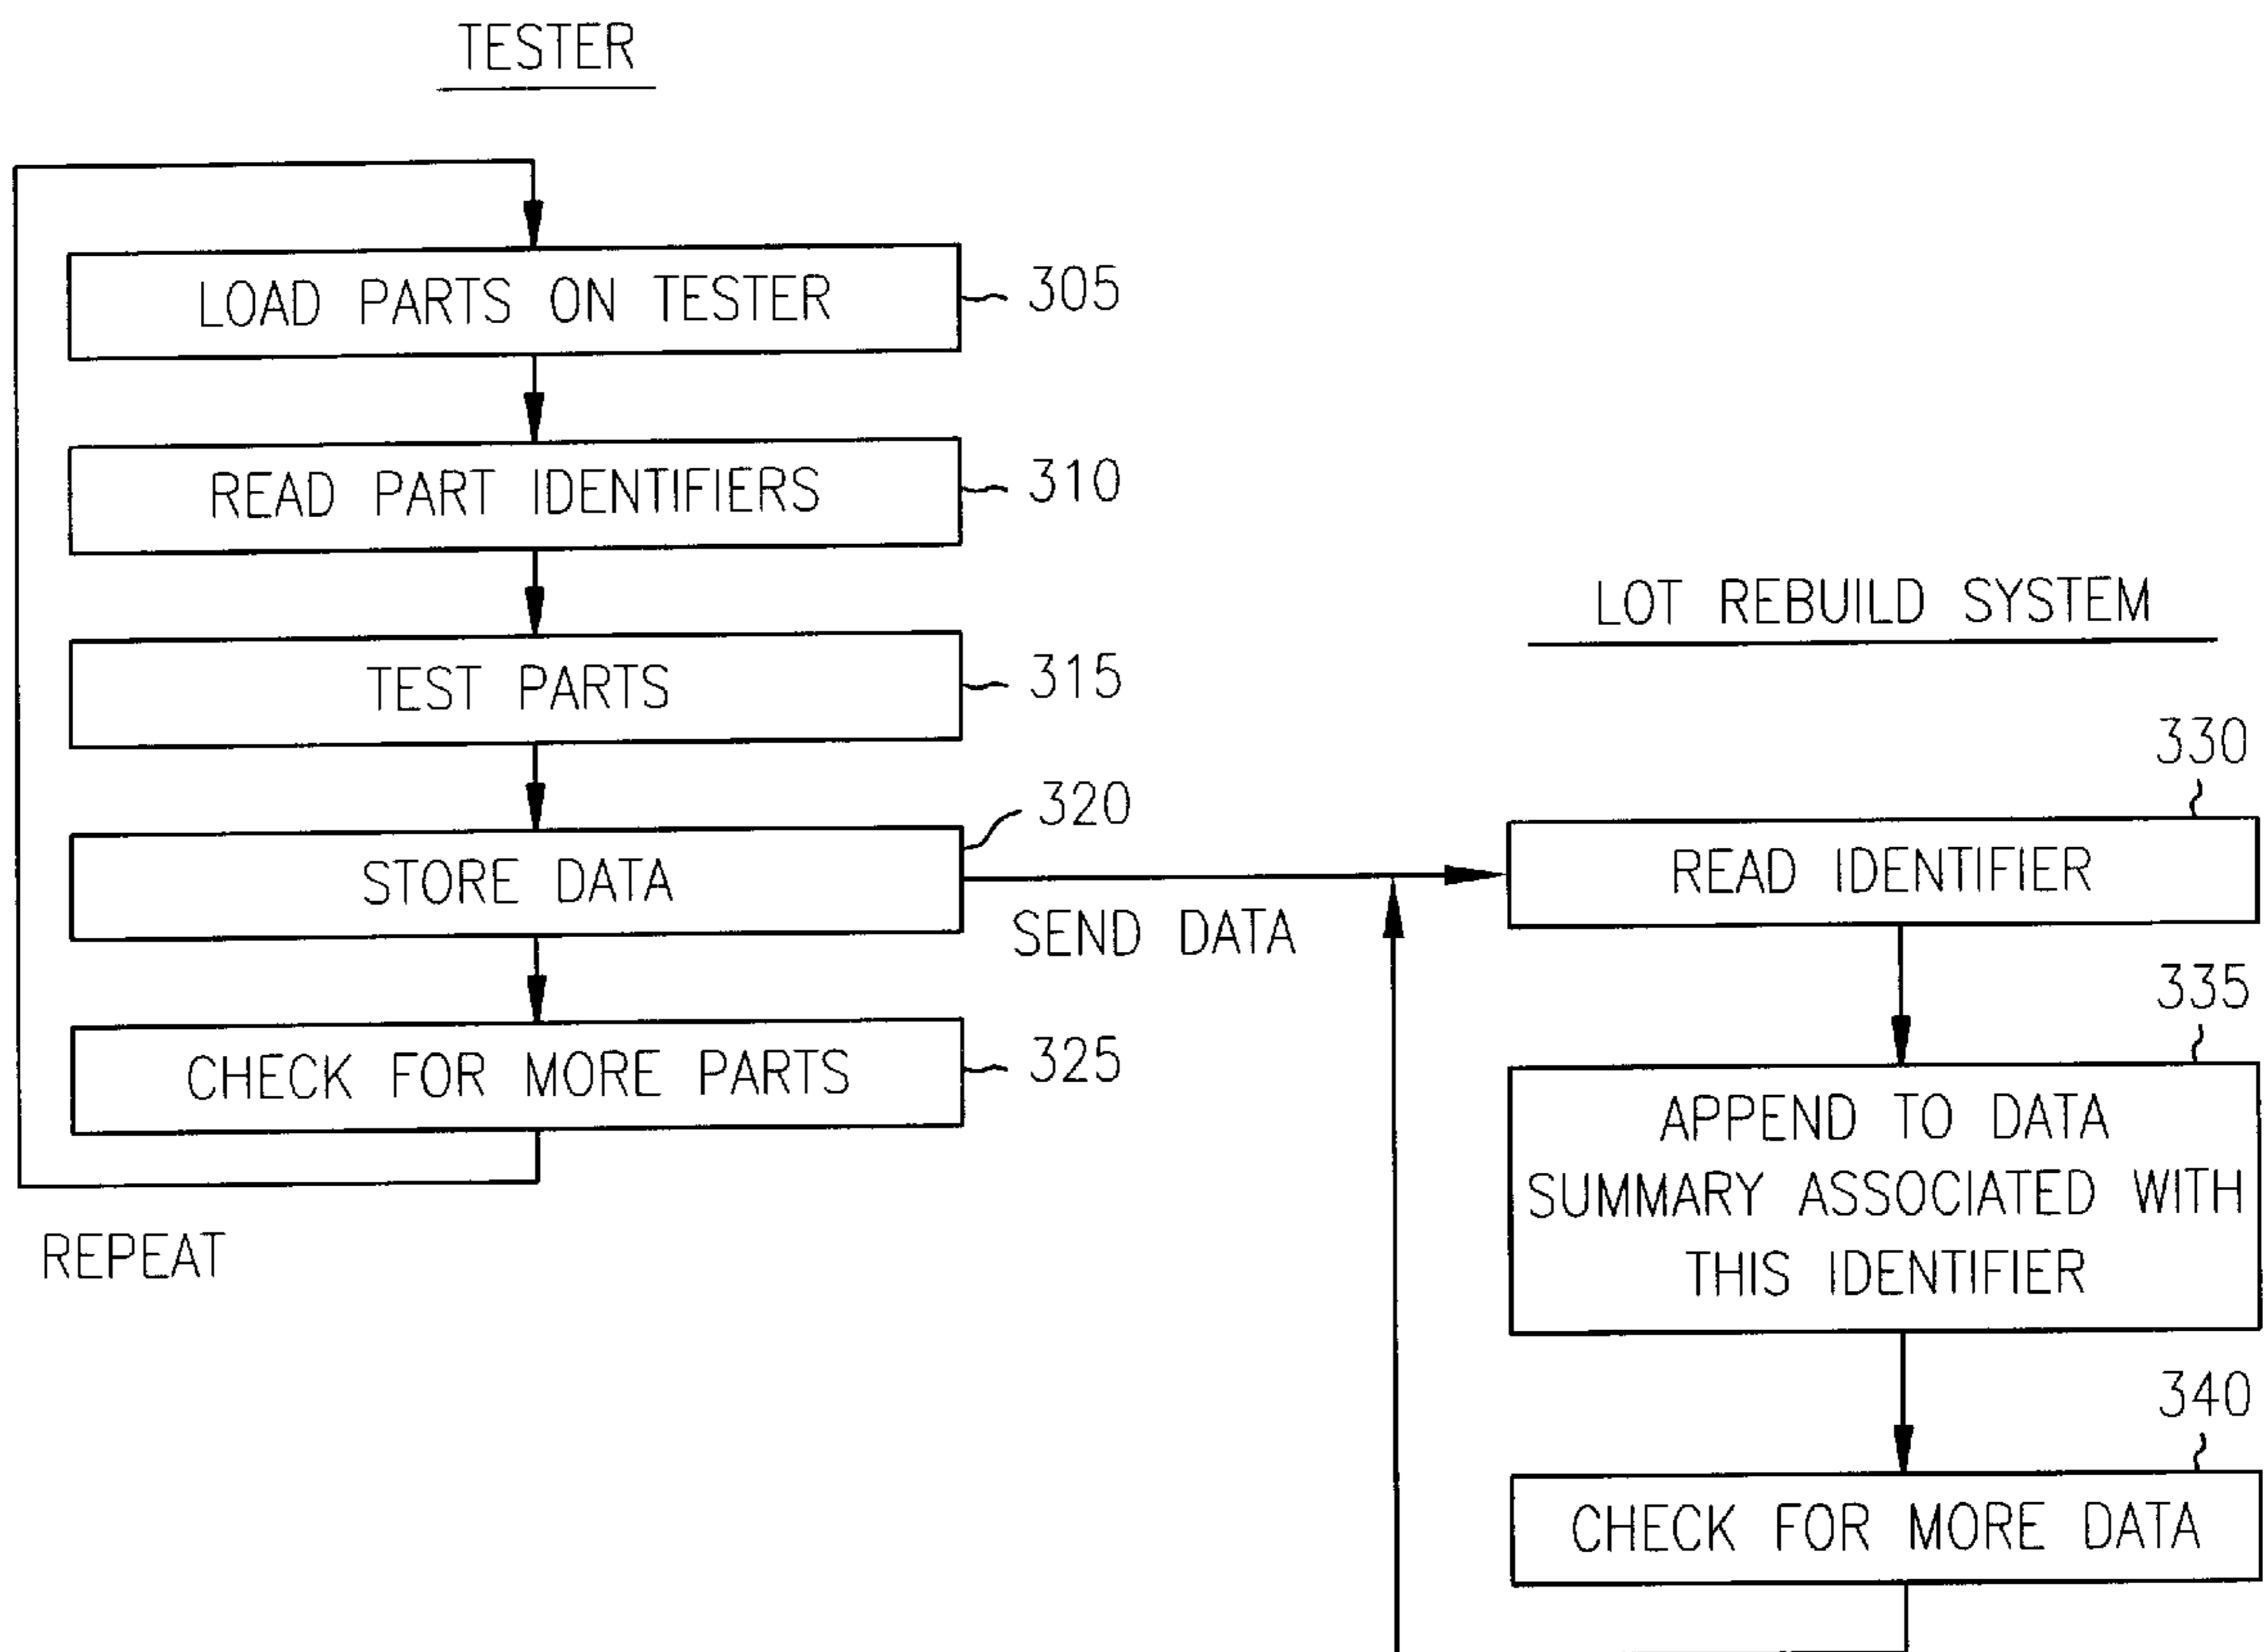 TESTER
LOAD PARTS ON TESTER
305
READ PART IDENTIFIERS
310
TEST PARTS
315
STORE DATA
320
SEND DATA
CHECK FOR MORE PARTS
325
REPEAT
LOT REBUILD SYSTEM
330
READ IDENTIFIER
335
APPEND TO DATA
SUMMARY ASSOCIATED WITH
THIS IDENTIFIER
340
CHECK FOR MORE DATA